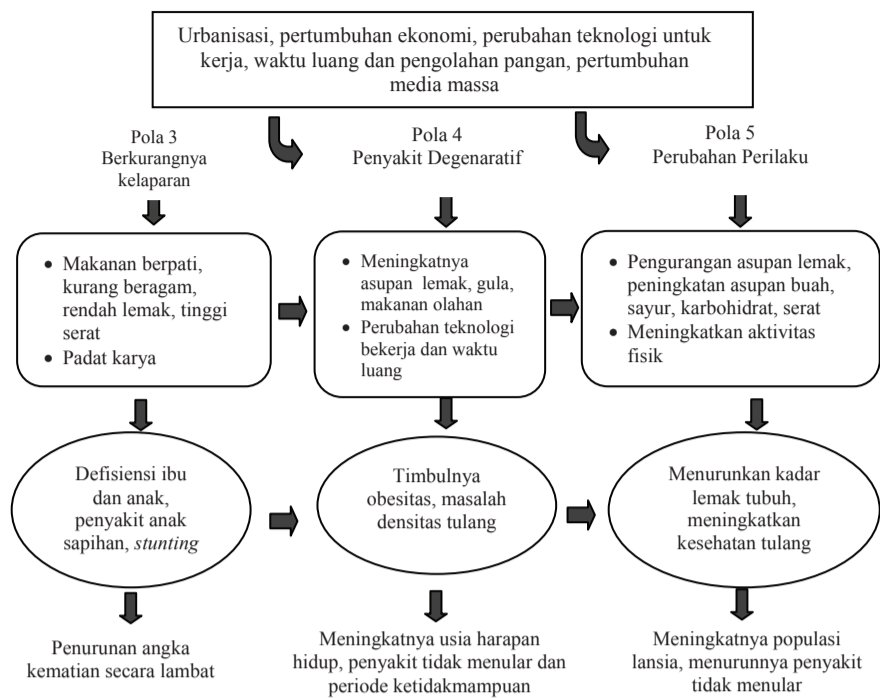 Urbanisasi, pertumbuhan ekonomi, perubahan teknologi untuk
kerja, waktu luang dan pengolahan pangan, pertumbuhan
media massa
Pola 3
Berkurangnya
kelaparan
Pola 4
Penyakit Degenaratif
Pola 5
Perubahan Perilaku
• Makanan berpati,
kurang beragam,
rendah lemak, tinggi
serat
• Padat karya
• Meningkatnya
asupan lemak, gula,
makanan olahan
• Perubahan teknologi
bekerja dan waktu
luang
• Pengurangan asupan lemak,
peningkatan asupan buah,
sayur, karbohidrat, serat
• Meningkatkan aktivitas
fisik
Defisiensi ibu
dan anak,
penyakit anak
sapihan, stunting
Timbulnya
obesitas, masalah
densitas tulang
Menurunkan kadar
lemak tubuh,
meningkatkan
kesehatan tulang
Penurunan angka
kematian secara lambat
Meningkatnya usia harapan
hidup, penyakit tidak menular dan
periode ketidakmampuan
Meningkatnya populasi
lansia, menurunnya penyakit
tidak menular